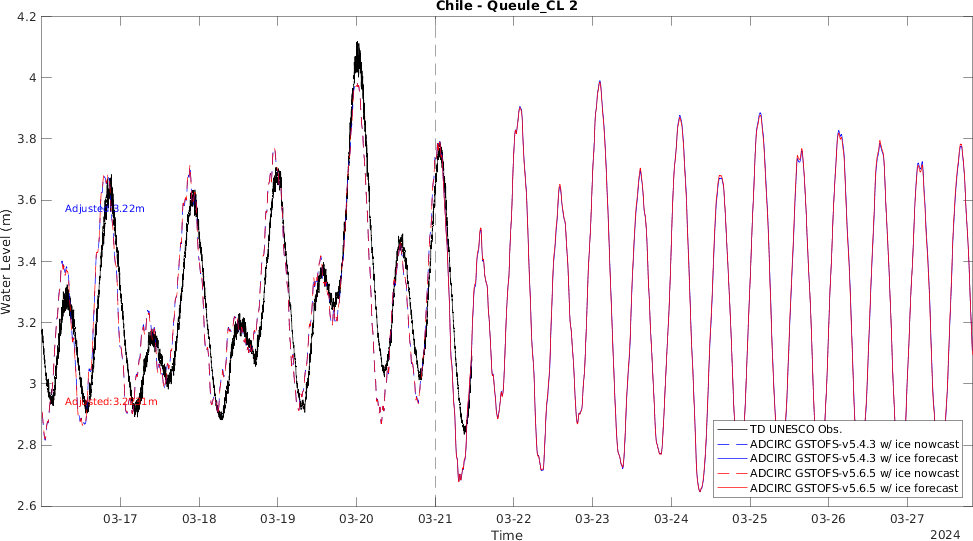 Chile - Queule_CL 2
4.2
4
3.8
3.6
3.4
3.2
3
2.8
2.6
Water Level (m)
Adjusted:3.22m
TD UNESCO Obs.
ADCIRC GSTOFS-v5.4.3 w/ ice nowcast
ADCIRC GSTOFS-v5.4.3 w/ ice forecast
ADCIRC GSTOFS-v5.6.5 w/ ice nowcast
ADCIRC GSTOFS-v5.6.5 w/ ice forecast
03-17 03-18 03-19 03-20 03-21 03-22 03-23 03-24 03-25 03-26 03-27
Time
2024